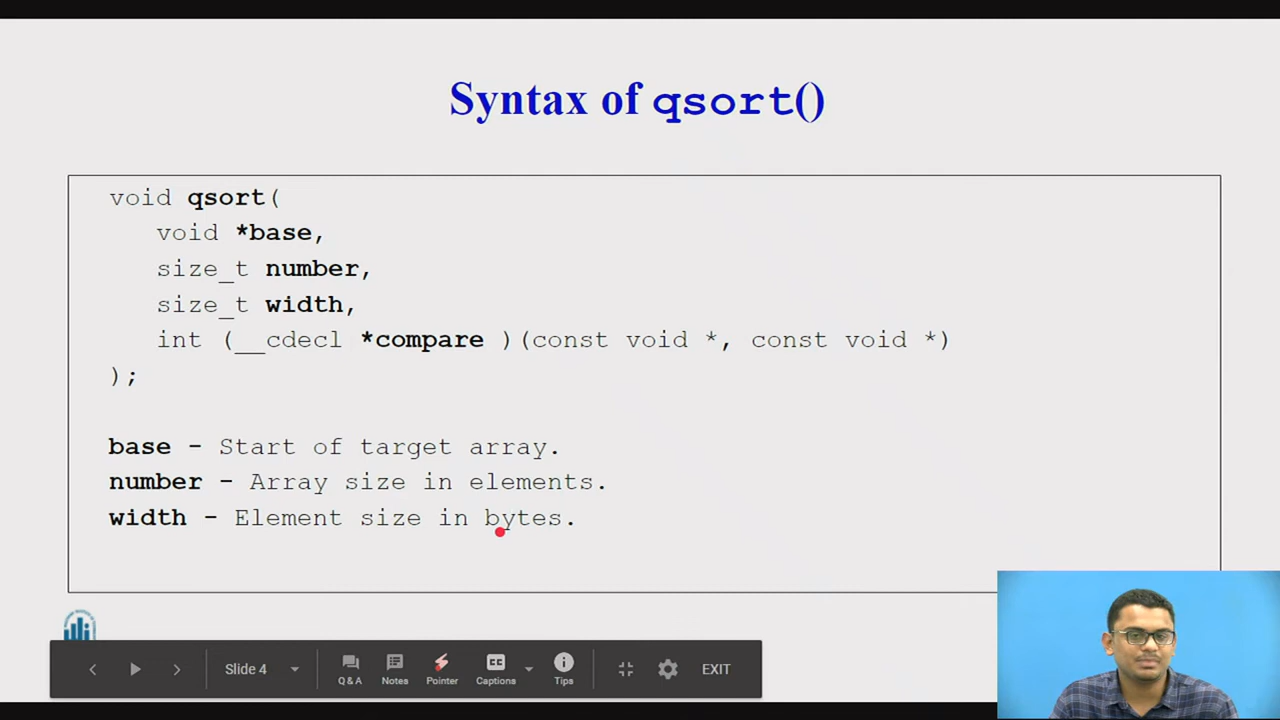 Syntax of qsort()
void qsort(
void *base,
size_t number,
size_t width,
int (__cdecl *compare )(const void *, const void *)
);
base - Start of target array.
number - Array size in elements.
width - Element size in bytes.
Slide 4
Q & A
Notes
Pointer
CC
Captions
Tips
EXIT